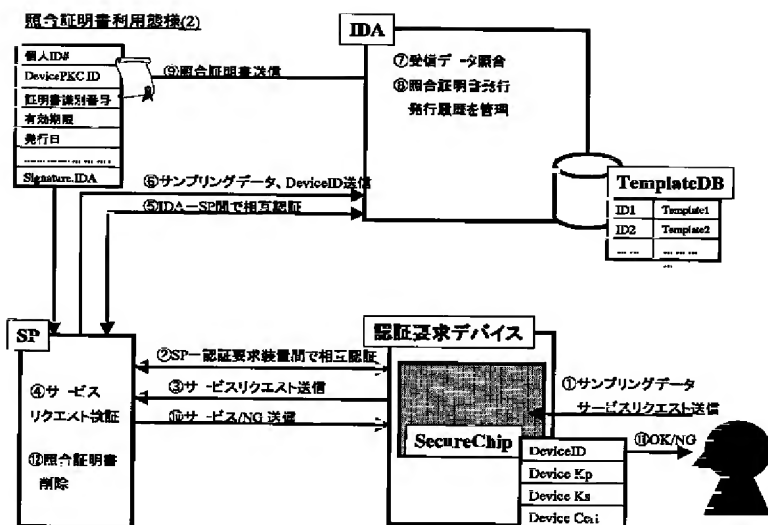 照合証明書利用態様(2)
個人ID#
DevicePKC ID
証明書識別番号
有効期限
発行日
Signature.IDA
⑨照合証明書送信
IDA
⑦受信データ照合
⑧照合証明書発行
発行履歴を管理
TemplateDB
ID1 Template1
ID2 Template2
⑥サンプリングデータ、DeviceID送信
⑤IDA－SP間で相互認証
SP
④サービス
リクエスト検証
⑫照合証明書
削除
②SP－認証要求装置間で相互認証
③サービスリクエスト送信
⑩サービス/NG 送信
認証要求デバイス
SecureChip
DeviceID
Device Kp
Device Ks
Device Cert
①サンプリングデータ
サービスリクエスト送信
⑪OK/NG